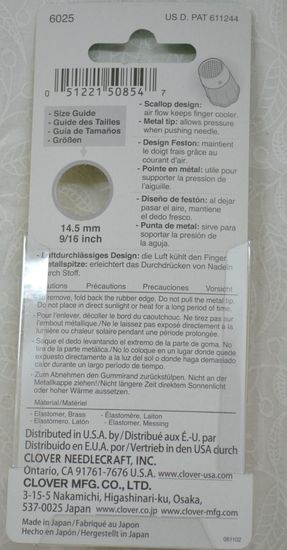 6025
US D. PAT 611244
0 51221 50854 7
- Size Guide
- Guide des Tailles
- Guía de Tamaños
- Größen
14.5 mm
9/16 inch
- Scallop design:
air flow keeps finger cooler.
- Metal tip: allows pressure
when pushing needle.
- Design Feston: maintient
le doigt frais grâce au
courant d'air.
- Pointe en métal: utile pour
supporter la pression de
l'aiguille.
- Diseño de festón: al dejar
pasar el aire, mantiene
el dedo fresco.
- Punta de metal: sirve para
soportar la presión de
la aguja.
- Luftdurchlässiges Design: die Luft kühlt den Finger.
- Metallspitze: erleichtert das Durchdrücken von Nadeln
durch Stoff.
Cautions Précautions Precauciones Vorsicht
- To remove, fold back the rubber edge. Do not pull the metal tip.
Do not place in direct sunlight or heat for a long period of time.
- Pour l'enlever, décoller le bord du caoutchouc. Ne tirez pas sur
l'embout métallique. /Ne le laissez pas exposé directement à la
lumière ou chaleur solaire pendant une période prolongée.
- Saque el dedo levantando el extremo de la parte de goma. No
tire de la parte metálica./No lo coloque en un lugar donde quede
expuesto directamente a la luz del sol o donde haga demasiado
calor durante un largo período de tiempo.
- Zum Abnehmen den Gummirand zurückstülpen. Nicht an der
Metallkappe ziehen!/Nicht längere Zeit direktem Sonnenlicht
oder hoher Wärme aussetzen.
Material/Matériel
- Elastomer, Brass - Élastomère, Laiton
- Elastómero, Latón - Elastomer, Messing
Distributed in U.S.A. by/ Distribué aux É.-U. par
Distribuido en E.U.A. por/Vertrieb in den USA durch
CLOVER NEEDLECRAFT, INC.
Ontario, CA 91761-7676 U.S.A. www.clover-usa.com
CLOVER MFG. CO., LTD.
3-15-5 Nakamichi, Higashinari-ku, Osaka,
537-0025 Japan www.clover.co.jp www.clover-mfg.com
Made in Japan/ Fabriqué au Japon
Hecho en Japón/ Hergestellt in Japan
061102